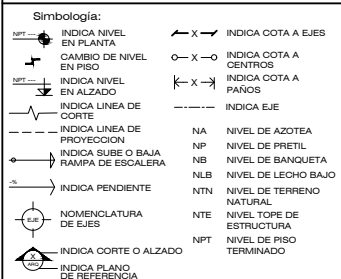 Simbología:
NPT
INDICA NIVEL
EN PLANTA
CAMBIO DE NIVEL
EN PISO
NPT
INDICA NIVEL
EN ALZADO
INDICA LINEA DE
CORTE
INDICA LINEA DE
PROYECCION
INDICA SUBE O BAJA
RAMPA DE ESCALERA
-%
INDICA PENDIENTE
EJE
NOMENCLATURA
DE EJES
X
ARQ
INDICA CORTE O ALZADO
INDICA PLANO
DE REFERENCIA
X
INDICA COTA A EJES
X
INDICA COTA A
CENTROS
X
INDICA COTA A
PAÑOS
INDICA EJE
NA NIVEL DE AZOTEA
NP NIVEL DE PRETIL
NB NIVEL DE BANQUETA
NLB NIVEL DE LECHO BAJO
NTN NIVEL DE TERRENO
NATURAL
NTE NIVEL TOPE DE
ESTRUCTURA
NPT NIVEL DE PISO
TERMINADO